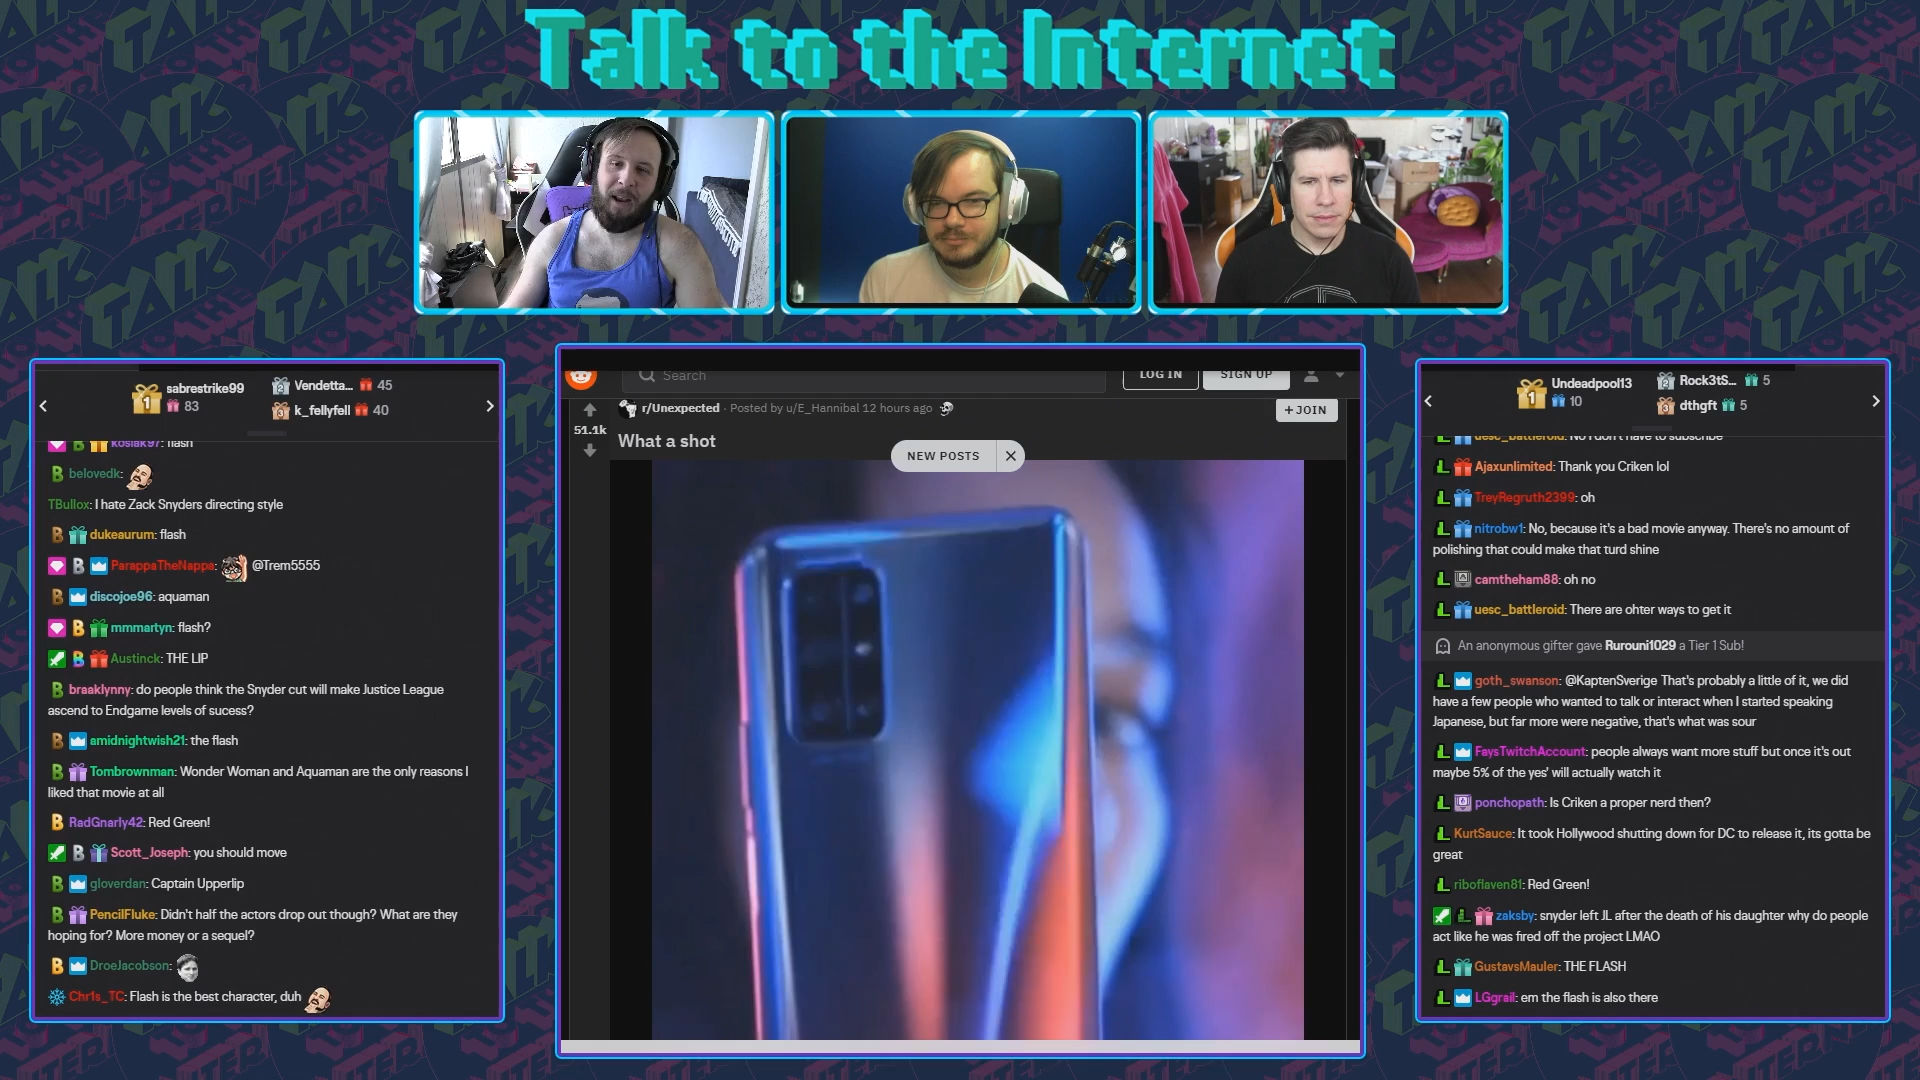 Talk to the Internet
sabrestrike99
83
Vendetta... 45
k_fellyfell 40
koslak97: flash
belovedk:
TBullox: I hate Zack Snyders directing style
dukeaurum: flash
ParappaTheNappa: @Trem5555
discojoe96: aquaman
mmmartyn: flash?
Austinck: THE LIP
braaklynny: do people think the Snyder cut will make Justice League
ascend to Endgame levels of sucess?
amidnightwish21: the flash
Tombrownman: Wonder Woman and Aquaman are the only reasons I
liked that movie at all
RadGnarly42: Red Green!
Scott_Joseph: you should move
gloverdan: Captain Upperlip
PencilFluke: Didn't half the actors drop out though? What are they
hoping for? More money or a sequel?
DroeJacobson:
Chr1s_TC: Flash is the best character, duh
Search
LOG IN
SIGN UP
r/Unexpected · Posted by u/E_Hannibal 12 hours ago
+JOIN
51.1k
What a shot
NEW POSTS
Undeadpool13
10
Rock3tS... 5
dthgft 5
uesc_battleroid: No I don't have to subscribe
Ajaxunlimited: Thank you Criken lol
TreyRegruth2399: oh
nitrobw1: No, because it's a bad movie anyway. There's no amount of
polishing that could make that turd shine
camtheham88: oh no
uesc_battleroid: There are ohter ways to get it
An anonymous gifter gave Rurouni1029 a Tier 1 Sub!
goth_swanson: @KaptenSverige That's probably a little of it, we did
have a few people who wanted to talk or interact when I started speaking
Japanese, but far more were negative, that's what was sour
FaysTwitchAccount: people always want more stuff but once it's out
maybe 5% of the yes' will actually watch it
ponchopath: Is Criken a proper nerd then?
KurtSauce: It took Hollywood shutting down for DC to release it, its gotta be
great
riboflaven81: Red Green!
zaksby: snyder left JL after the death of his daughter why do people
act like he was fired off the project LMAO
GustavsMauler: THE FLASH
LGgrail: em the flash is also there